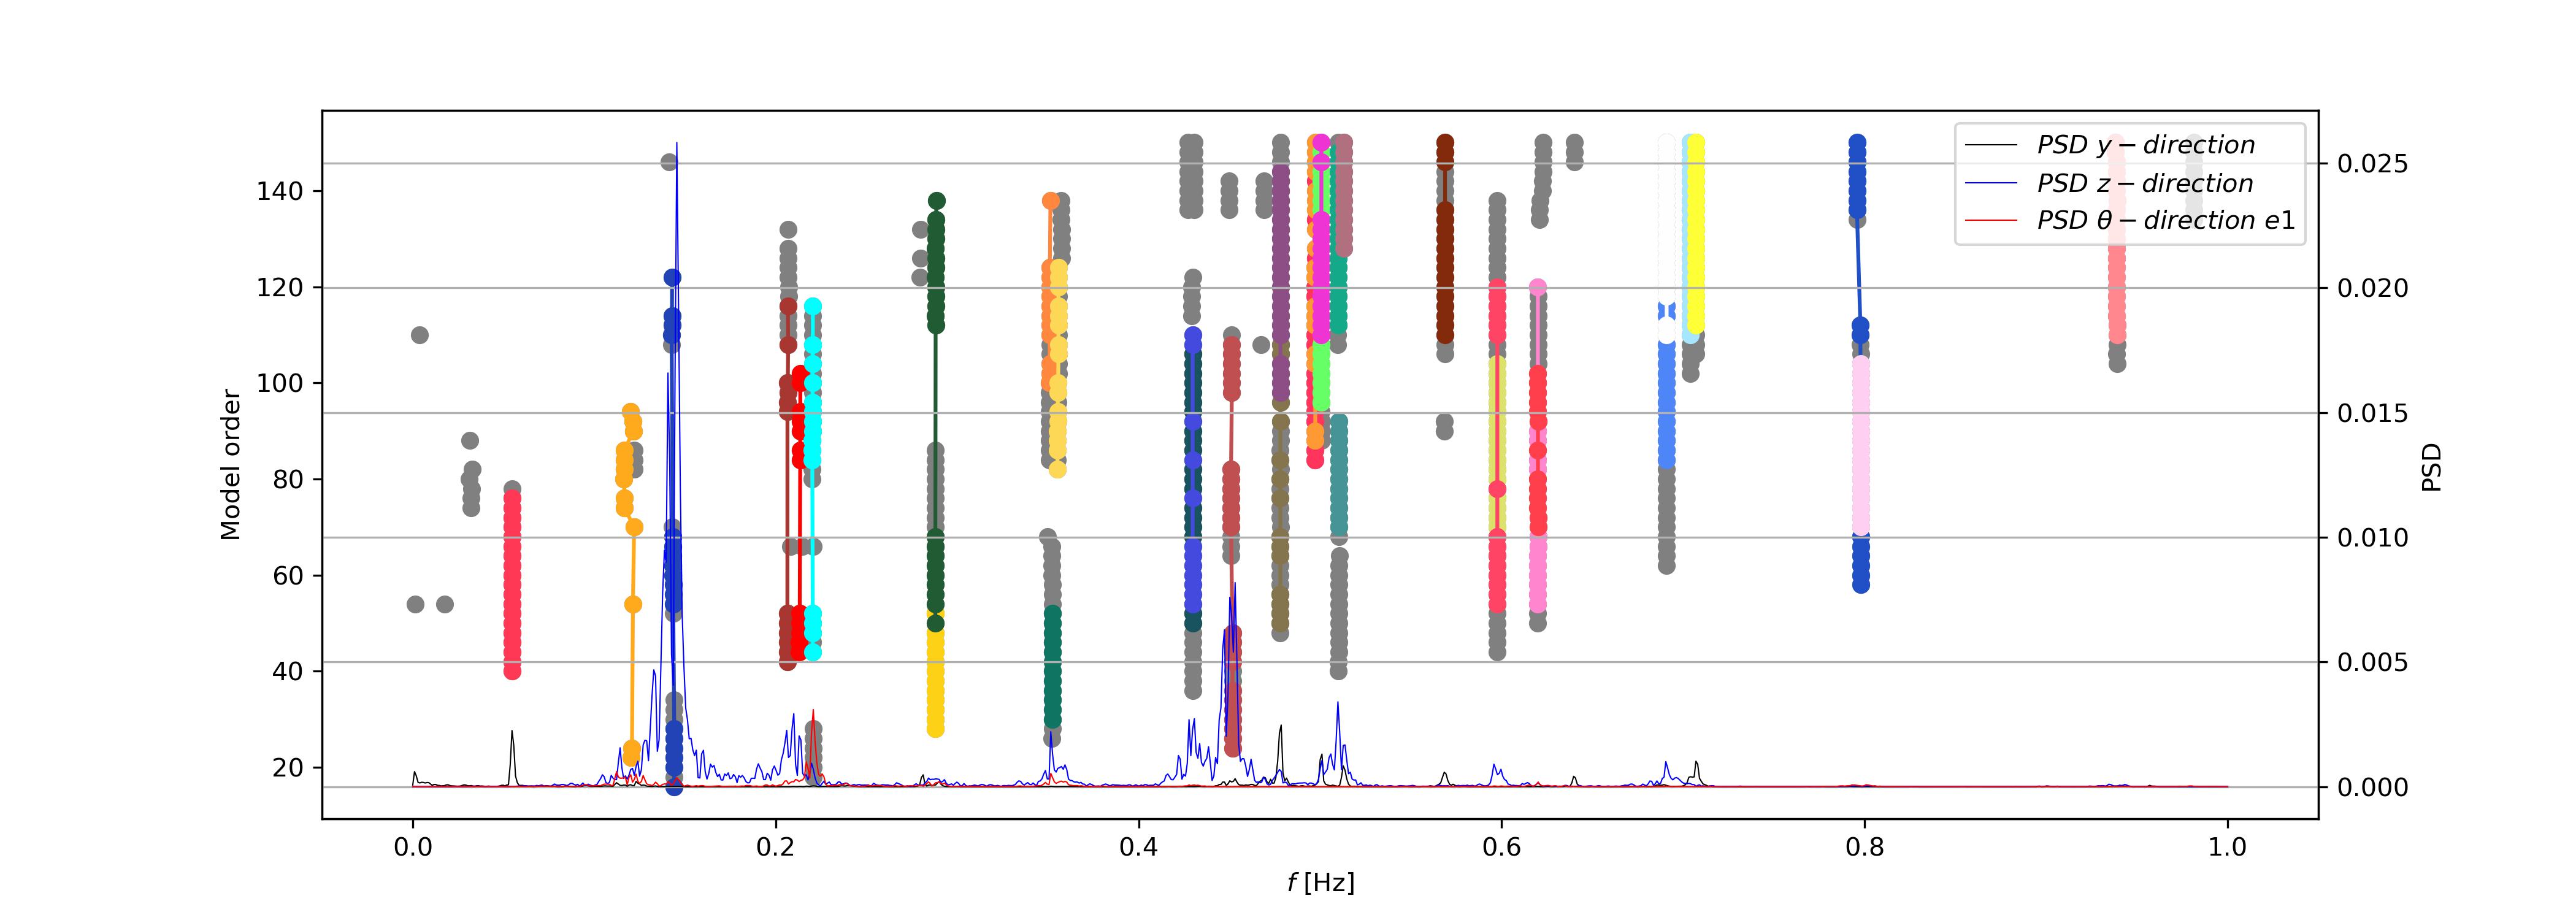 PSD y − direction
PSD z − direction
PSD θ − direction e1
140
120
100
80
60
40
20
Model order
0.025
0.020
0.015
0.010
0.005
0.000
PSD
0.0 0.2 0.4 0.6 0.8 1.0
f [Hz]